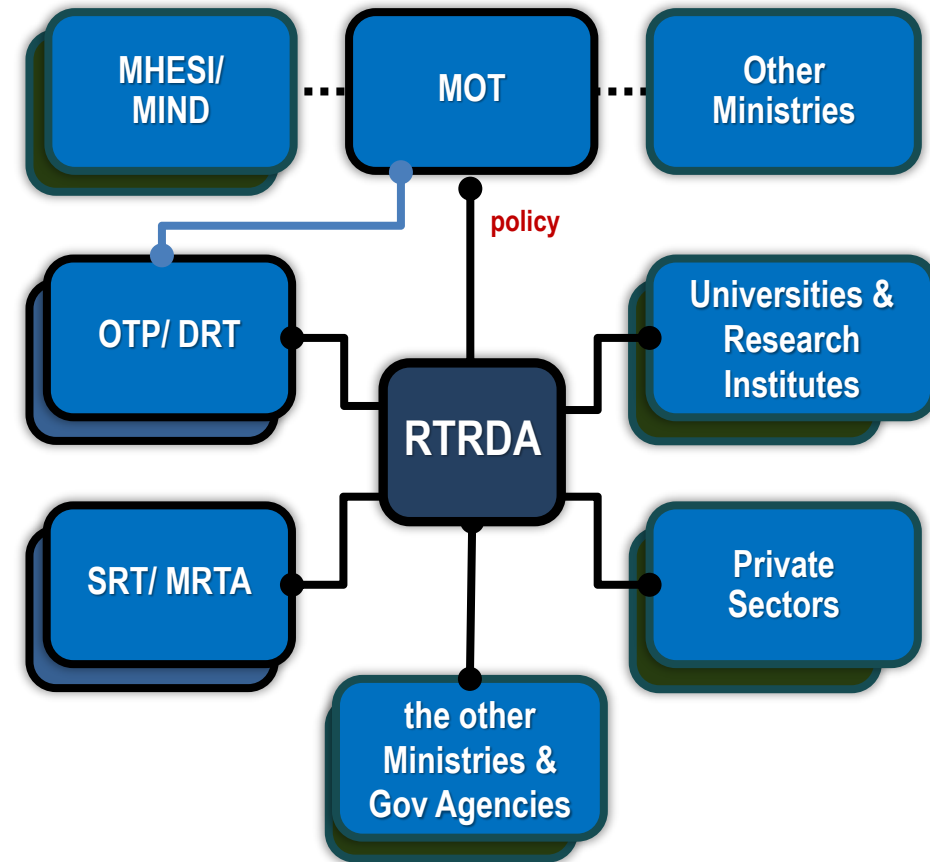 MHESI/
MIND
MOT
Other
Ministries
policy
OTP/ DRT
Universities &
Research
Institutes
RTRDA
SRT/ MRTA
Private
Sectors
the other
Ministries &
Gov Agencies